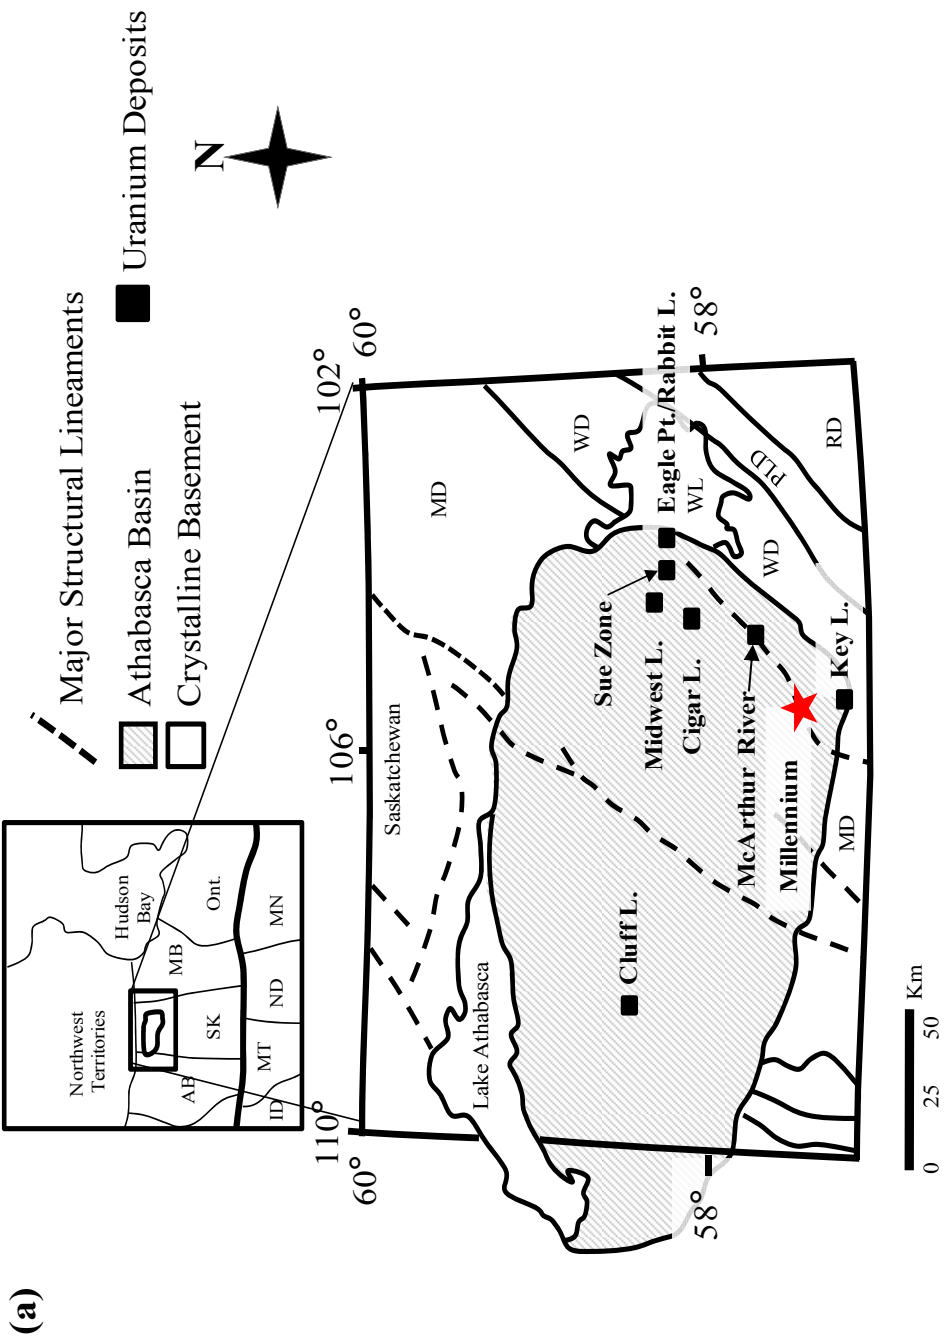 (a)
Northwest
Territories
Hudson
Bay
AB
SK
MB
Ont.
ID
MT
ND
MN
Major Structural Lineaments
Athabasca Basin
Uranium Deposits
Crystalline Basement
N
110°
106°
102°
60°
60°
Saskatchewan
MD
Lake Athabasca
WD
Cluff L.
Sue Zone
Midwest L.
Cigar L.
Eagle Pt./Rabbit L.
WL
58°
58°
McArthur River
WD
PLD
Millennium
RD
MD
Key L.
0 25 50 Km